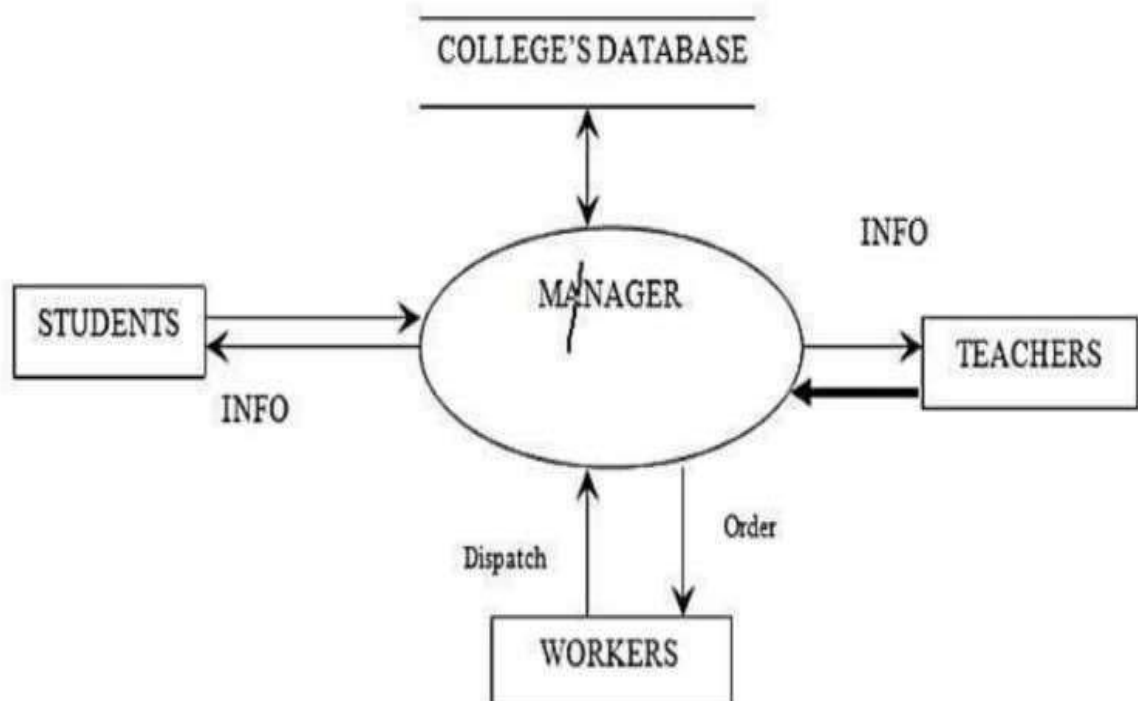 COLLEGE'S DATABASE
INFO
MANAGER
STUDENTS
TEACHERS
INFO
Order
Dispatch
WORKERS